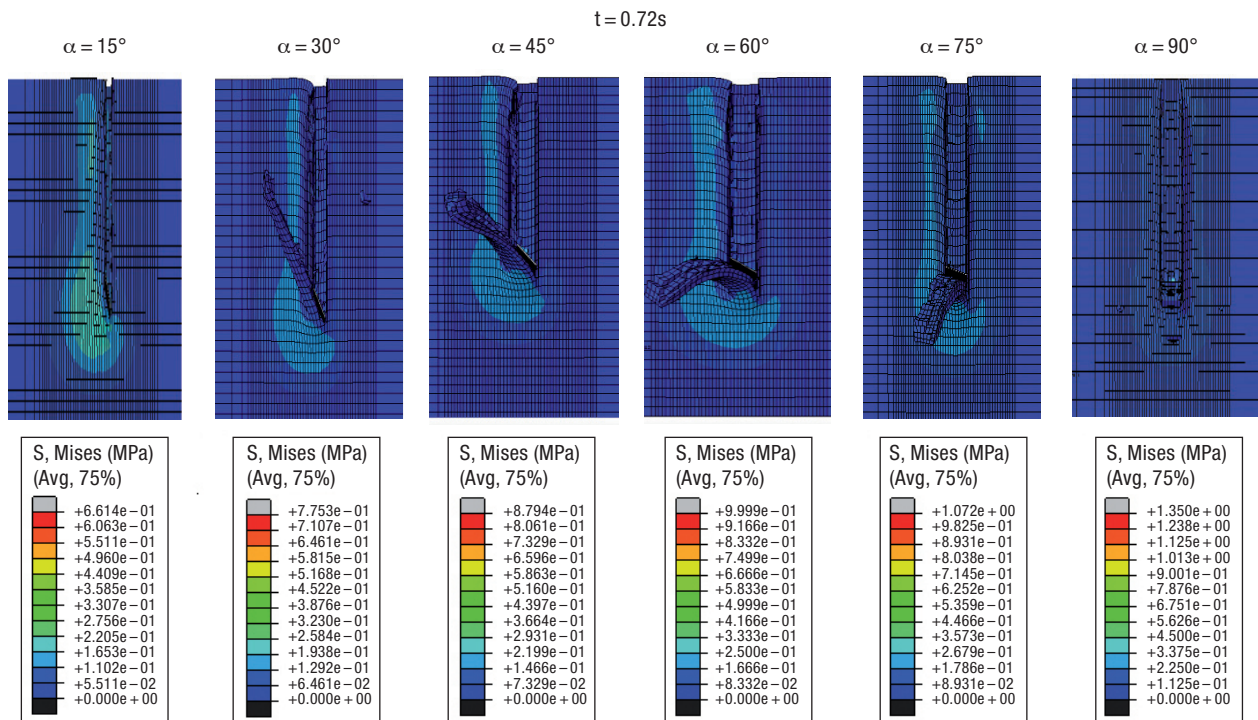 t = 0.72s
α = 15°
α = 30°
α = 45°
α = 60°
α = 75°
α = 90°
S, Mises (MPa)
(Avg, 75%)
+6.614e−01
+6.063e−01
+5.511e−01
+4.960e−01
+4.409e−01
+3.585e−01
+3.307e−01
+2.756e−01
+2.205e−01
+1.653e−01
+1.102e−01
+5.511e−02
+0.000e+00
S, Mises (MPa)
(Avg, 75%)
+7.753e−01
+7.107e−01
+6.461e−01
+5.815e−01
+5.168e−01
+4.522e−01
+3.876e−01
+3.230e−01
+2.584e−01
+1.938e−01
+1.292e−01
+6.461e−02
+0.000e+00
S, Mises (MPa)
(Avg, 75%)
+8.794e−01
+8.061e−01
+7.329e−01
+6.596e−01
+5.863e−01
+5.160e−01
+4.397e−01
+3.664e−01
+2.931e−01
+2.199e−01
+1.466e−01
+7.329e−02
+0.000e+00
S, Mises (MPa)
(Avg, 75%)
+9.999e−01
+9.166e−01
+8.332e−01
+7.499e−01
+6.666e−01
+5.833e−01
+4.999e−01
+4.166e−01
+3.333e−01
+2.500e−01
+1.666e−01
+8.332e−02
+0.000e+00
S, Mises (MPa)
(Avg, 75%)
+1.072e+00
+9.825e−01
+8.931e−01
+8.038e−01
+7.145e−01
+6.252e−01
+5.359e−01
+4.466e−01
+3.573e−01
+2.679e−01
+1.786e−01
+8.931e−02
+0.000e+00
S, Mises (MPa)
(Avg, 75%)
+1.350e+00
+1.238e+00
+1.125e+00
+1.013e+00
+9.001e−01
+7.876e−01
+6.751e−01
+5.626e−01
+4.500e−01
+3.375e−01
+2.250e−01
+1.125e−01
+0.000e+00